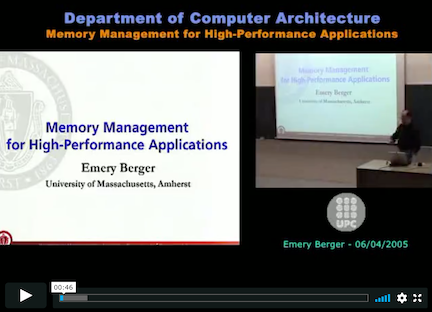 Department of Computer Architecture
Memory Management for High-Performance Applications
Memory Management
for High-Performance Applications
Emery Berger
University of Massachusetts, Amherst
Memory Management
for High-Performance Applications
Emery Berger
University of Massachusetts, Amherst
UPC
Emery Berger - 06/04/2005
00:46